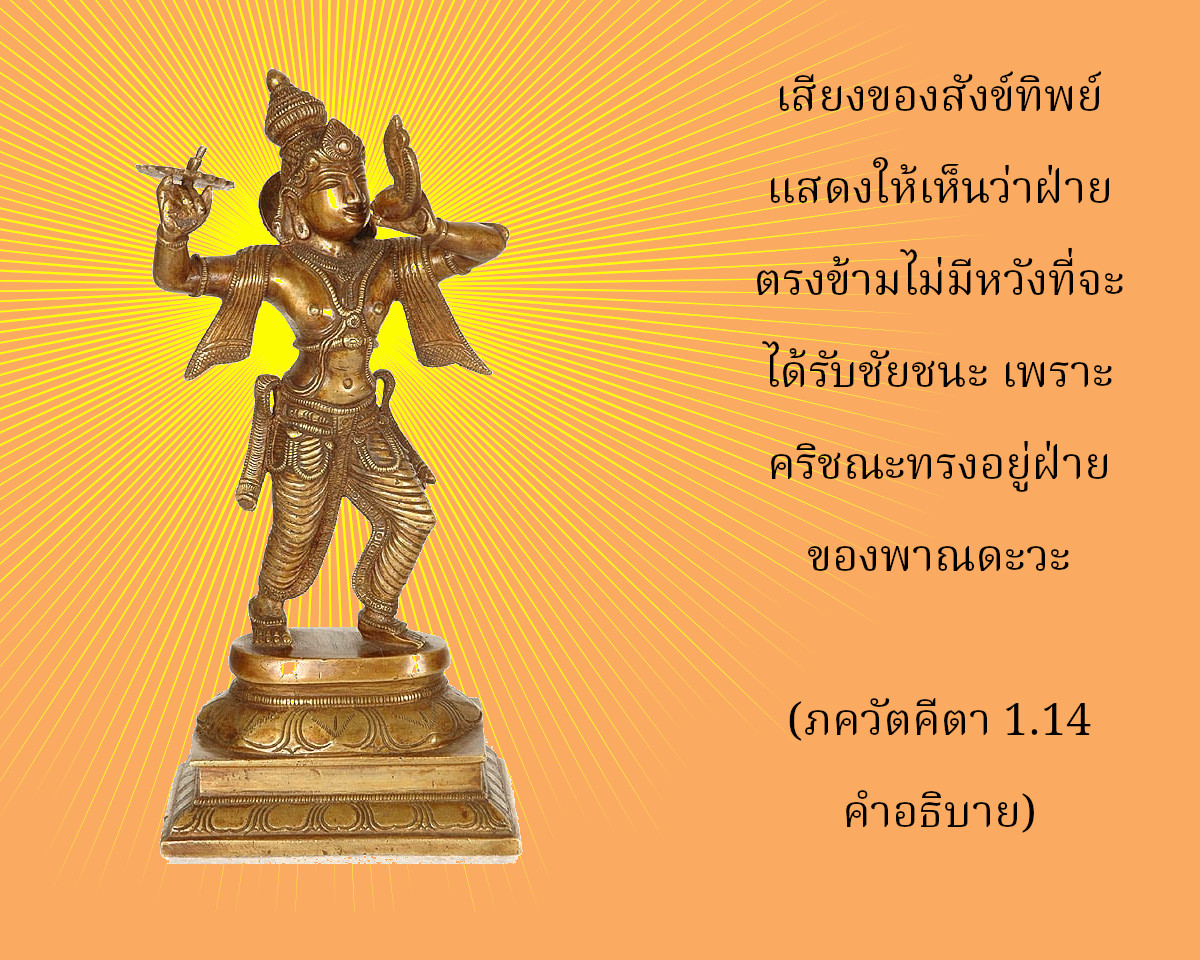 เสียงของสังข์ทิพย์
แสดงให้เห็นว่าฝ่าย
ตรงข้ามไม่มีหวังที่จะ
ได้รับชัยชนะ เพราะ
คริชณะทรงอยู่ฝ่าย
ของพาณดะวะ
(ภควัตคีตา 1.14
คำอธิบาย)